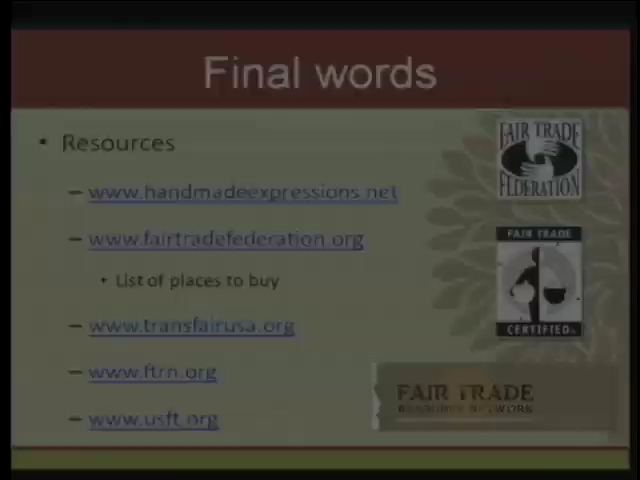 Final words
• Resources
– www.handmadeexpressions.net
– www.fairtradefederation.org
• List of places to buy
– www.transfairusa.org
– www.ftrn.org
– www.usft.org
FAIR TRADE
FEDERATION
FAIR TRADE
CERTIFIED
FAIR TRADE
RESOURCE NETWORK